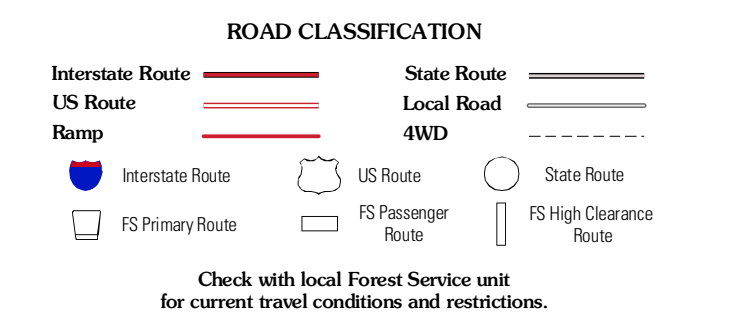 ROAD CLASSIFICATION
Interstate Route
State Route
US Route
Local Road
Ramp
4WD
Interstate Route
US Route
State Route
FS Primary Route
FS Passenger
Route
FS High Clearance
Route
Check with local Forest Service unit
for current travel conditions and restrictions.